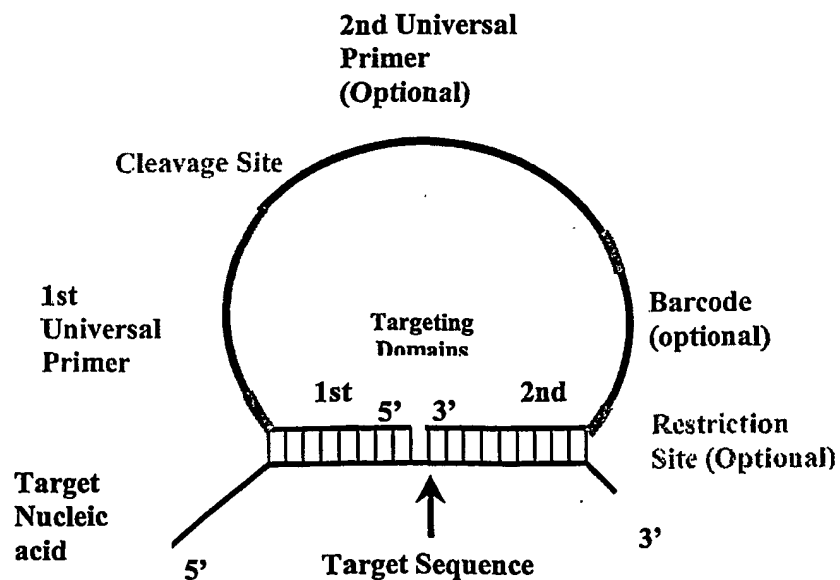 2nd Universal
Primer
(Optional)
Cleavage Site
1st
Universal
Primer
Targeting
Domains
Barcode
(optional)
1st 5’ 3’ 2nd
Restriction
Site (Optional)
Target
Nucleic
acid
5’
Target Sequence
3’